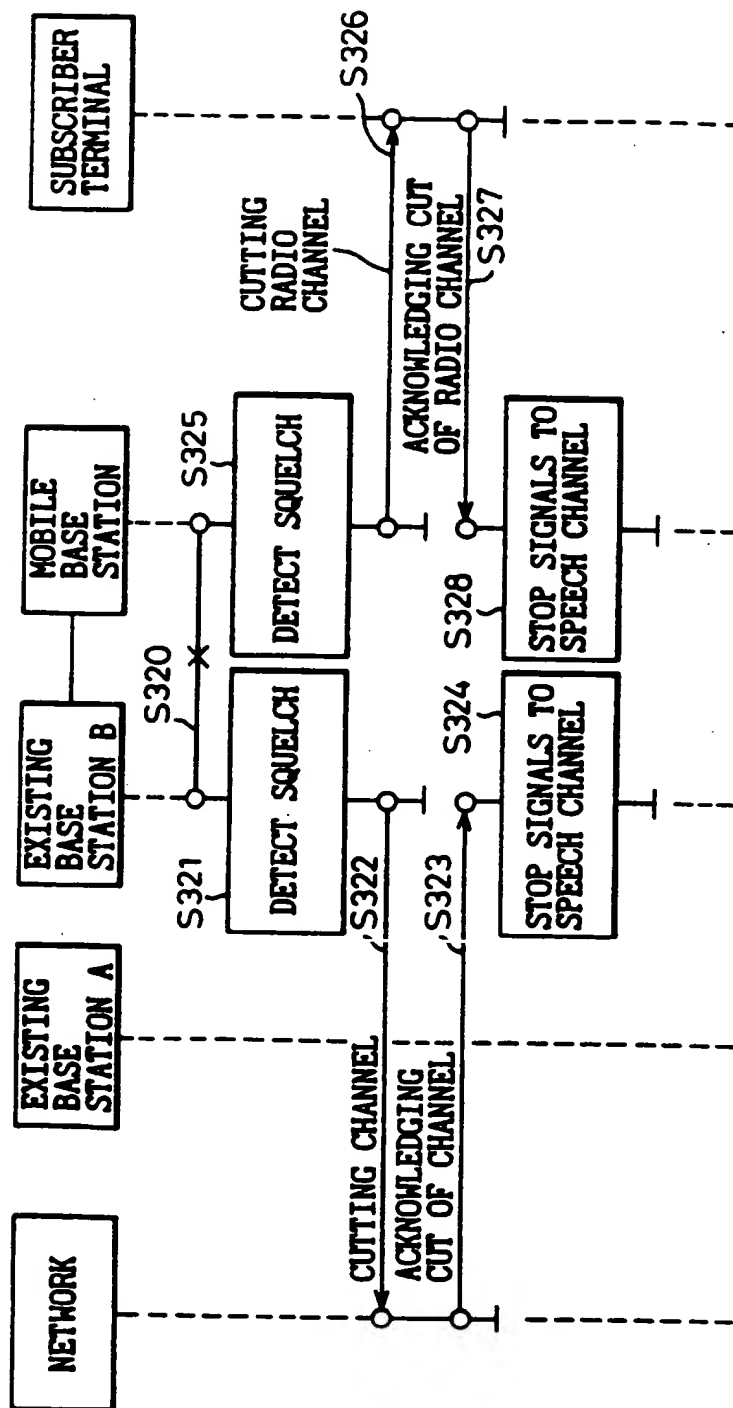 NETWORK
EXISTING
BASE
STATION A
EXISTING
BASE
STATION B
MOBILE
BASE
STATION
SUBSCRIBER
TERMINAL
S320
S321
DETECT SQUELCH
S325
DETECT SQUELCH
CUTTING CHANNEL
S322
CUTTING
RADIO
CHANNEL
S326
ACKNOWLEDGING
CUT OF CHANNEL
S323
ACKNOWLEDGING CUT
OF RADIO CHANNEL
S327
S324
STOP SIGNALS TO
SPEECH CHANNEL
S328
STOP SIGNALS TO
SPEECH CHANNEL